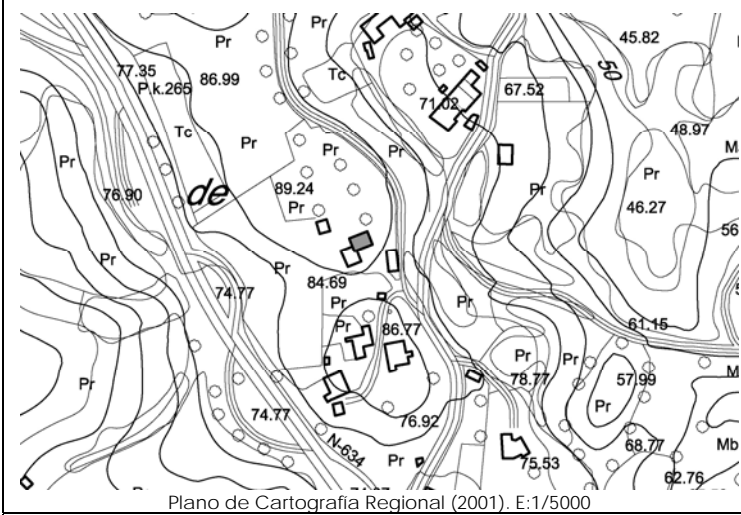 Pr
Pr
45.82
77.35
86.99
Tc
50
P.k.265
71.02
67.52
Tc
Pr
Pr
Pr
48.97
Pr
Pr
76.90
de
89.24
Pr
Pr
46.27
Pr
56
Pr
84.69
74.77
Pr
Pr
Pr
86.77
61.15
Pr
Pr
78.77
Pr
57.99
74.77
76.92
Pr
N-634
68.77
Mb
Pr
75.53
62.76
Plano de Cartografía Regional (2001). E:1/5000